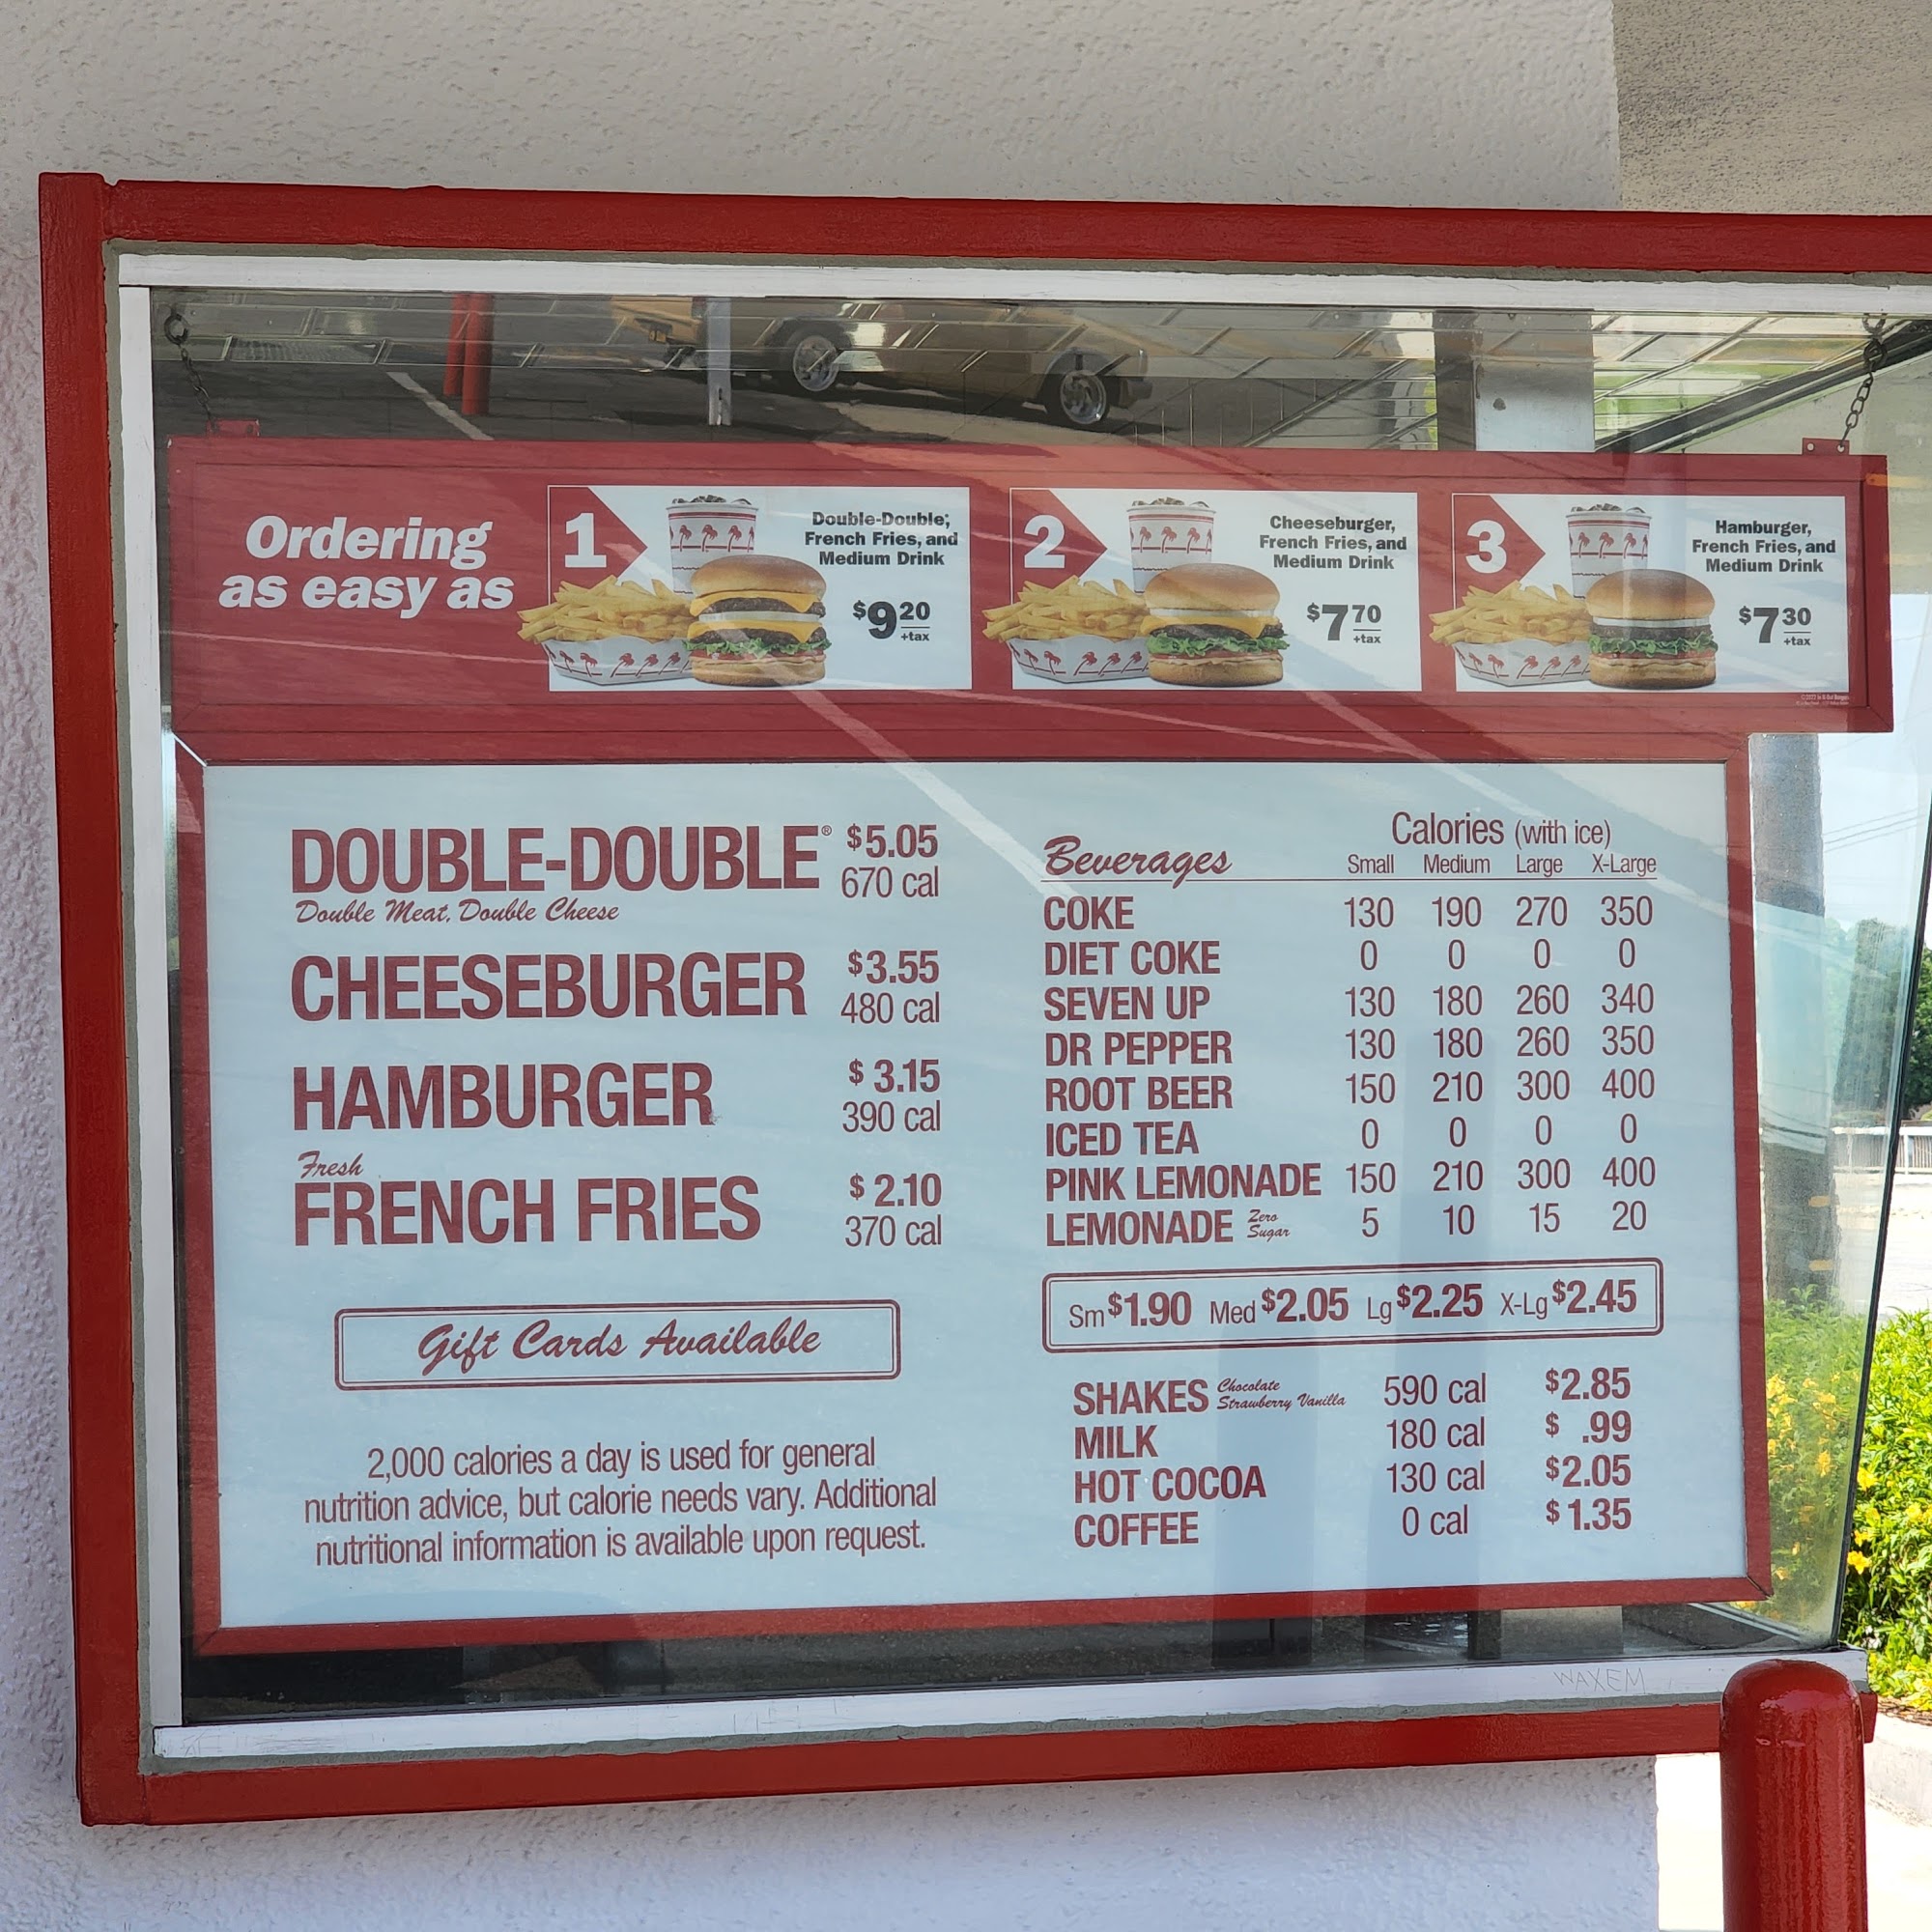 Ordering
as easy as
1
Double-Double,
French Fries, and
Medium Drink
$9.20
+tax
2
Cheeseburger,
French Fries, and
Medium Drink
$7.70
+tax
3
Hamburger,
French Fries, and
Medium Drink
$7.30
+tax
DOUBLE-DOUBLE® $5.05
670 cal
Double Meat, Double Cheese
CHEESEBURGER $3.55
480 cal
HAMBURGER $3.15
390 cal
Fresh
FRENCH FRIES $2.10
370 cal
Gift Cards Available
2,000 calories a day is used for general
nutrition advice, but calorie needs vary. Additional
nutritional information is available upon request.
Calories (with ice)
Beverages Small Medium Large X-Large
COKE 130 190 270 350
DIET COKE 0 0 0 0
SEVEN UP 130 180 260 340
DR PEPPER 130 180 260 350
ROOT BEER 150 210 300 400
ICED TEA 0 0 0 0
PINK LEMONADE 150 210 300 400
LEMONADE Zero Sugar 5 10 15 20
Sm $1.90 Med $2.05 Lg $2.25 X-Lg $2.45
SHAKES Chocolate Strawberry Vanilla 590 cal $2.85
MILK 180 cal $ .99
HOT COCOA 130 cal $2.05
COFFEE 0 cal $1.35
WAXEM